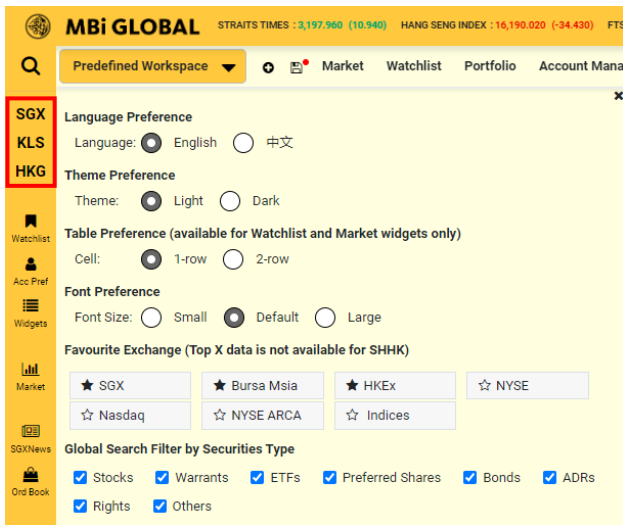 MBi GLOBAL STRAITS TIMES : 3,197.960 (10.940) HANG SENG INDEX : 16,190.020 (-34.430) FTS
Predefined Workspace Market Watchlist Portfolio Account Mana
SGX
KLS
HKG
Watchlist
Acc Pref
Widgets
Market
SGXNews
Ord Book
Language Preference
Language: English 中文
Theme Preference
Theme: Light Dark
Table Preference (available for Watchlist and Market widgets only)
Cell: 1-row 2-row
Font Preference
Font Size: Small Default Large
Favourite Exchange (Top X data is not available for SHHK)
SGX Bursa Msia HKEx NYSE
Nasdaq NYSE ARCA Indices
Global Search Filter by Securities Type
Stocks Warrants ETFs Preferred Shares Bonds ADRs
Rights Others